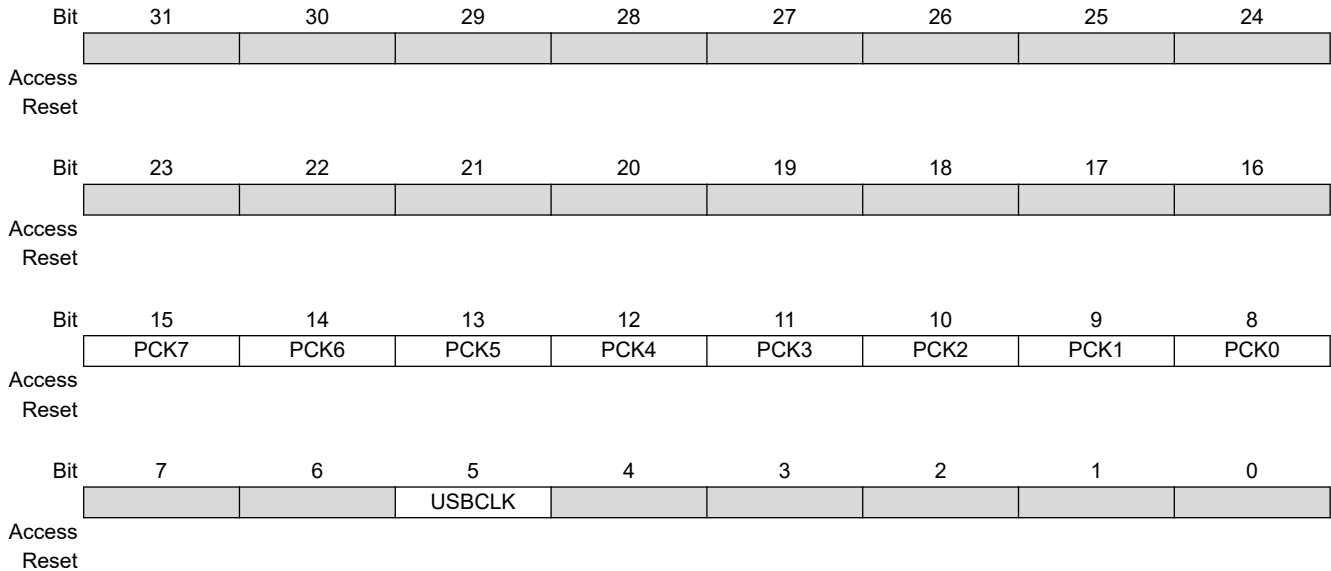 Bit 31 30 29 28 27 26 25 24
Access
Reset
Bit 23 22 21 20 19 18 17 16
Access
Reset
Bit 15 14 13 12 11 10 9 8
PCK7 PCK6 PCK5 PCK4 PCK3 PCK2 PCK1 PCK0
Access
Reset
Bit 7 6 5 4 3 2 1 0
USBCLK
Access
Reset